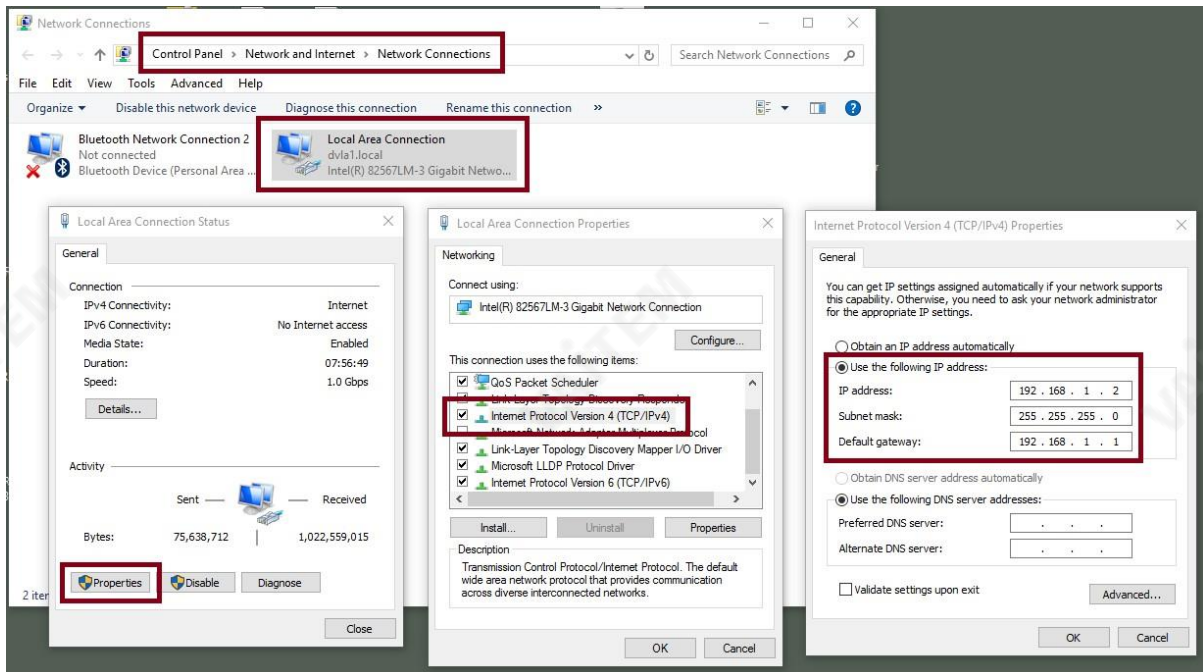 Network Connections
Control Panel > Network and Internet > Network Connections
Search Network Connections
File Edit View Tools Advanced Help
Organize Disable this network device Diagnose this connection Rename this connection »
Bluetooth Network Connection 2
Not connected
Bluetooth Device (Personal Area ...
Local Area Connection
dvla1.local
Intel(R) 82567LM-3 Gigabit Netwo...
Local Area Connection Status
General
Connection
IPv4 Connectivity: Internet
IPv6 Connectivity: No Internet access
Media State: Enabled
Duration: 07:56:49
Speed: 1.0 Gbps
Details...
Activity
Sent Received
Bytes: 75,638,712 1,022,559,015
Properties Disable Diagnose
2 iter
Close
Local Area Connection Properties
Networking
Connect using:
Intel(R) 82567LM-3 Gigabit Network Connection
Configure...
This connection uses the following items:
QoS Packet Scheduler
Link-Layer Topology Discovery Responder
Internet Protocol Version 4 (TCP/IPv4)
Microsoft Network Adapter Multiplexor Protocol
Link-Layer Topology Discovery Mapper I/O Driver
Microsoft LLDP Protocol Driver
Internet Protocol Version 6 (TCP/IPv6)
Install... Uninstall Properties
Description
Transmission Control Protocol/Internet Protocol. The default
wide area network protocol that provides communication
across diverse interconnected networks.
OK Cancel
Internet Protocol Version 4 (TCP/IPv4) Properties
General
You can get IP settings assigned automatically if your network supports
this capability. Otherwise, you need to ask your network administrator
for the appropriate IP settings.
Obtain an IP address automatically
Use the following IP address:
IP address: 192 . 168 . 1 . 2
Subnet mask: 255 . 255 . 255 . 0
Default gateway: 192 . 168 . 1 . 1
Obtain DNS server address automatically
Use the following DNS server addresses:
Preferred DNS server: . . .
Alternate DNS server: . . .
Validate settings upon exit
Advanced...
OK Cancel